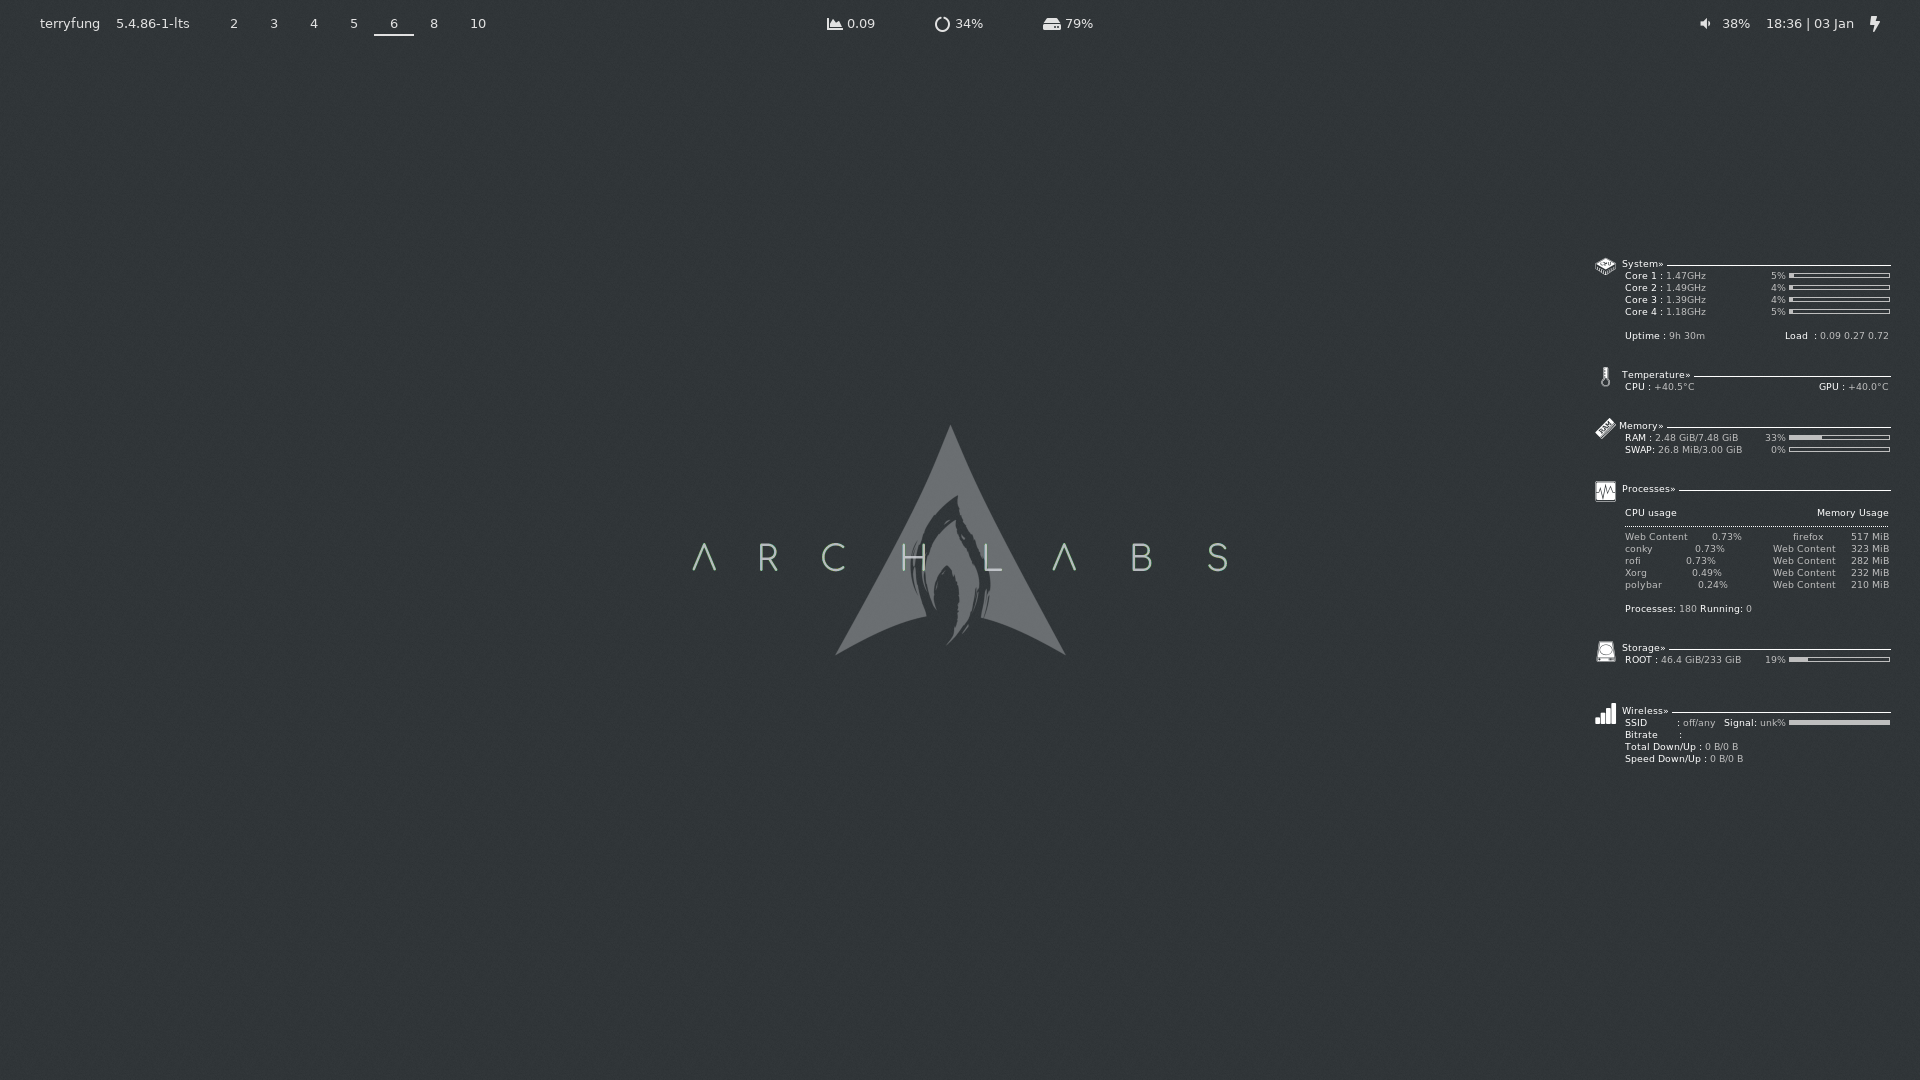 terryfung 5.4.86-1-lts 2 3 4 5 6 8 10 0.09 34% 79% 38% 18:36 | 03 Jan
System»
Core 1 : 1.47GHz 5%
Core 2 : 1.49GHz 4%
Core 3 : 1.39GHz 4%
Core 4 : 1.18GHz 5%
Uptime : 9h 30m Load : 0.09 0.27 0.72
Temperature»
CPU : +40.5°C GPU : +40.0°C
Memory»
RAM : 2.48 GiB/7.48 GiB 33%
SWAP: 26.8 MiB/3.00 GiB 0%
Processes»
CPU usage Memory Usage
Web Content 0.73% firefox 517 MiB
conky 0.73% Web Content 323 MiB
rofi 0.73% Web Content 282 MiB
Xorg 0.49% Web Content 232 MiB
polybar 0.24% Web Content 210 MiB
Processes: 180 Running: 0
Storage»
ROOT : 46.4 GiB/233 GiB 19%
Wireless»
SSID : off/any Signal: unk%
Bitrate :
Total Down/Up : 0 B/0 B
Speed Down/Up : 0 B/0 B
ARCHLABS